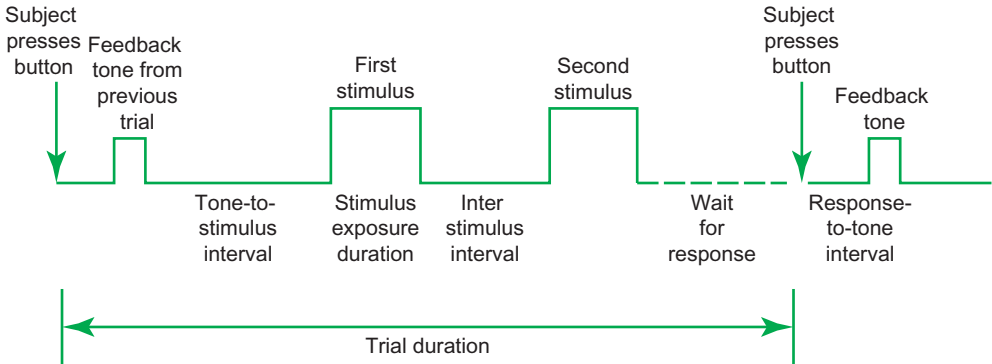 Subject
presses
button
Feedback
tone from
previous
trial
First
stimulus
Second
stimulus
Subject
presses
button
Feedback
tone
Tone-to-
stimulus
interval
Stimulus
exposure
duration
Inter
stimulus
interval
Wait
for
response
Response-
to-tone
interval
Trial duration